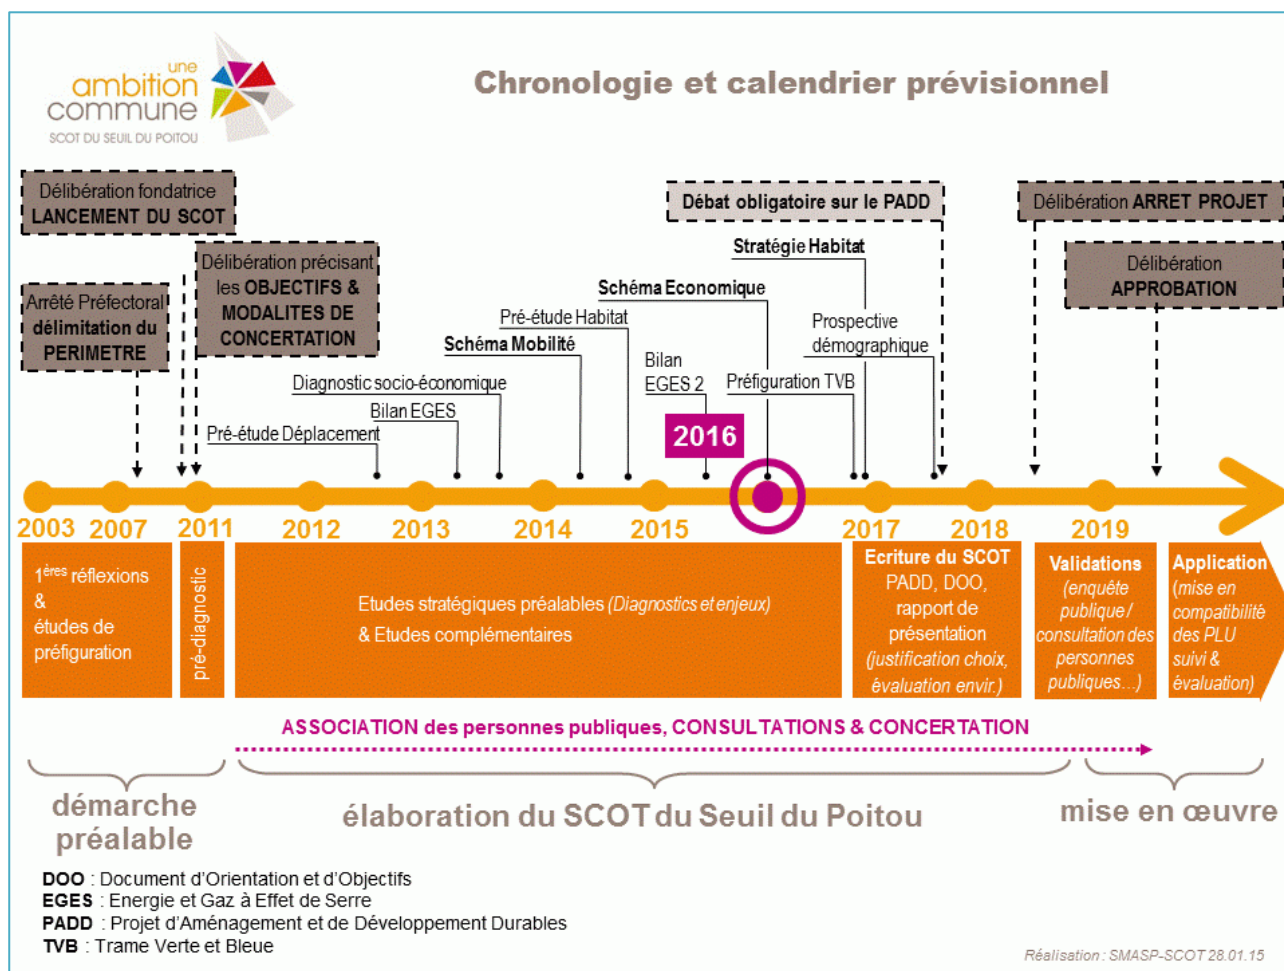 une
ambition
commune
SCOT DU SEUIL DU POITOU
Chronologie et calendrier prévisionnel
Délibération fondatrice
LANCEMENT DU SCOT
Arrêté Préfectoral
délimitation du
PERIMETRE
Délibération précisant
les OBJECTIFS &
MODALITES DE
CONCERTATION
Débat obligatoire sur le PADD
Délibération ARRET PROJET
Délibération
APPROBATION
Stratégie Habitat
Schéma Economique
Pré-étude Habitat
Prospective
démographique
Schéma Mobilité
Bilan
EGES 2
Diagnostic socio-économique
Préfiguration TVB
Bilan EGES
Pré-étude Déplacement
2016
2003
2007
2011
2012
2013
2014
2015
2017
2018
2019
1ères réflexions
&
études de
préfiguration
pré-diagnostic
Etudes stratégiques préalables (Diagnostics et enjeux)
& Etudes complémentaires
Ecriture du SCOT
PADD, DOO,
rapport de
présentation
(justification choix,
évaluation envir.)
Validations
(enquête
publique /
consultation des
personnes
publiques…)
Application
(mise en
compatibilité
des PLU
suivi &
évaluation)
ASSOCIATION des personnes publiques, CONSULTATIONS & CONCERTATION
démarche
préalable
élaboration du SCOT du Seuil du Poitou
mise en œuvre
DOO : Document d'Orientation et d'Objectifs
EGES : Energie et Gaz à Effet de Serre
PADD : Projet d'Aménagement et de Développement Durables
TVB : Trame Verte et Bleue
Réalisation : SMASP-SCOT 28.01.15